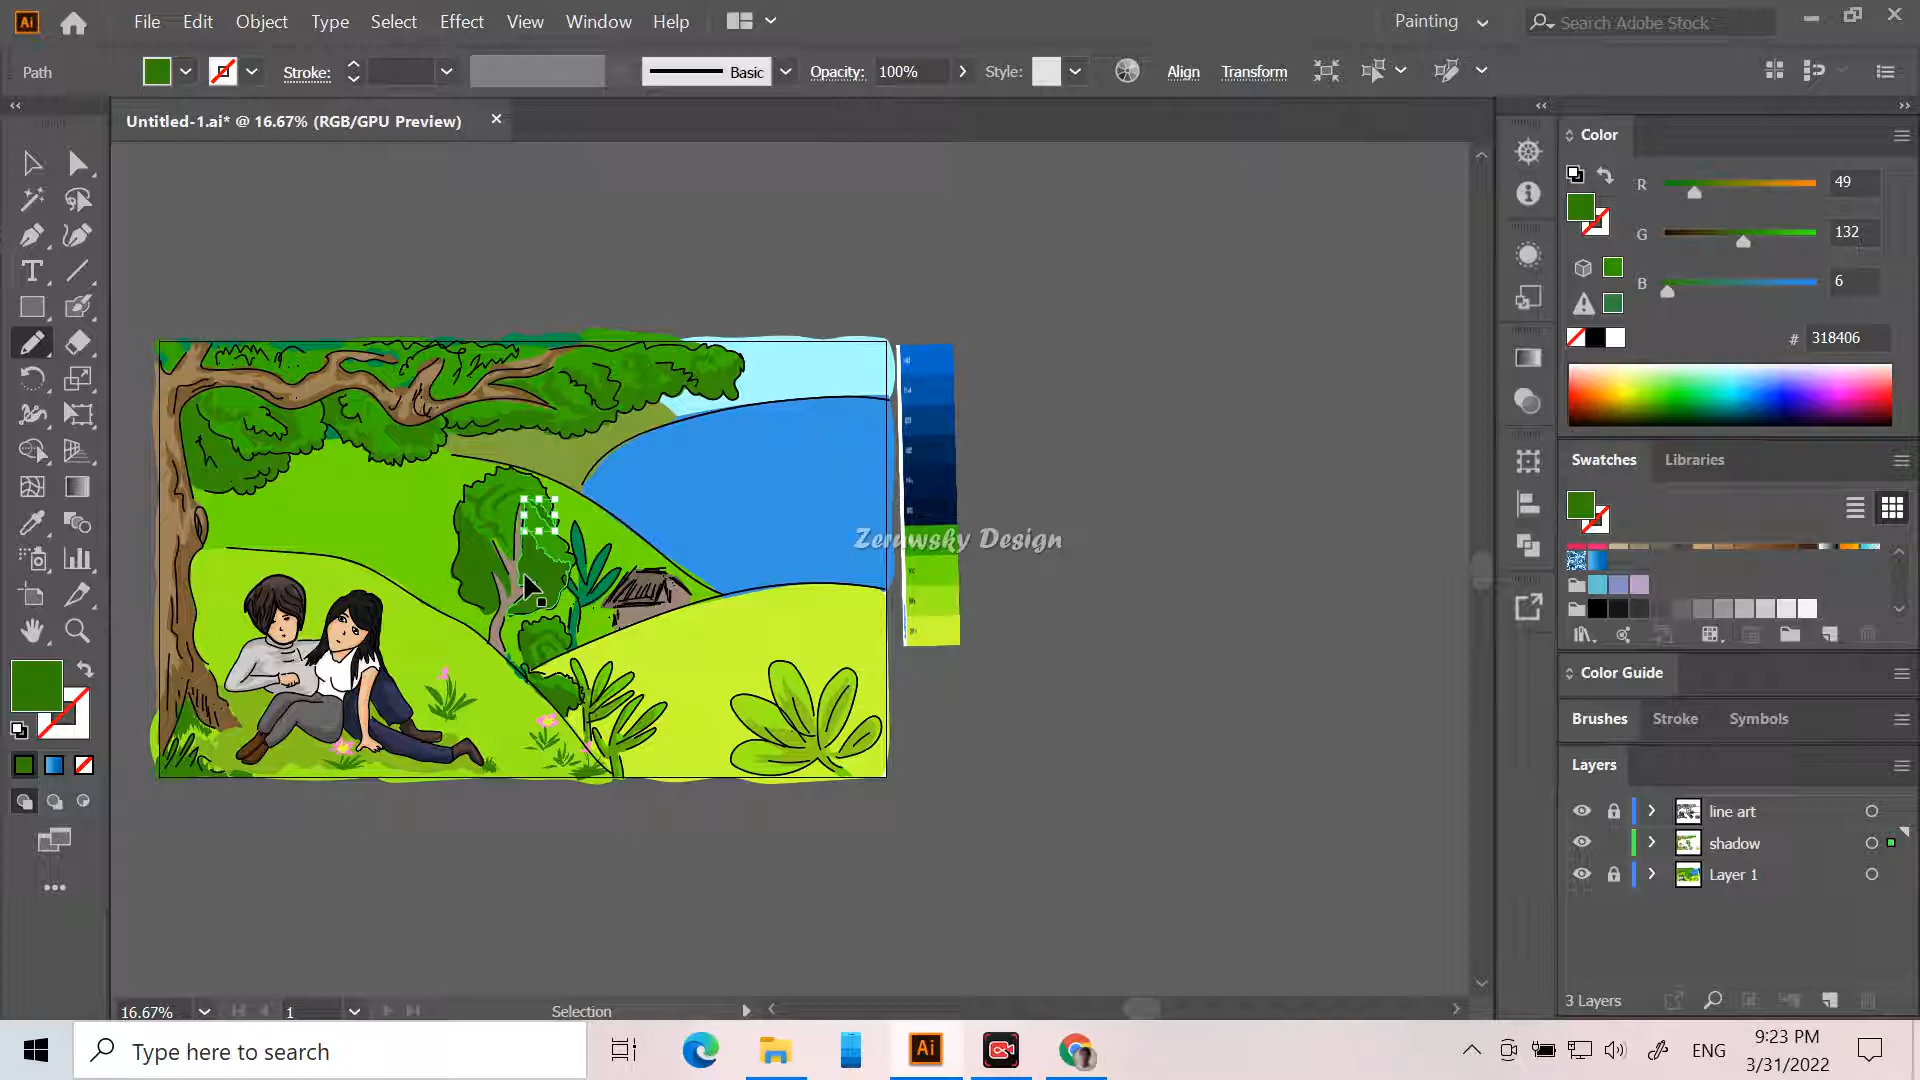 Ai File Edit Object Type Select Effect View Window Help Painting Search Adobe Stock
Path Stroke: Basic Opacity: 100% Style: Align Transform
Untitled-1.ai* @ 16.67% (RGB/GPU Preview)
Color
R 49
G 132
B 6
# 318406
Swatches Libraries
Zerawsky Design
Color Guide
Brushes Stroke Symbols
Layers
line art
shadow
Layer 1
3 Layers
16.67% 1 Selection
Type here to search
Ai
ENG
9:23 PM
3/31/2022